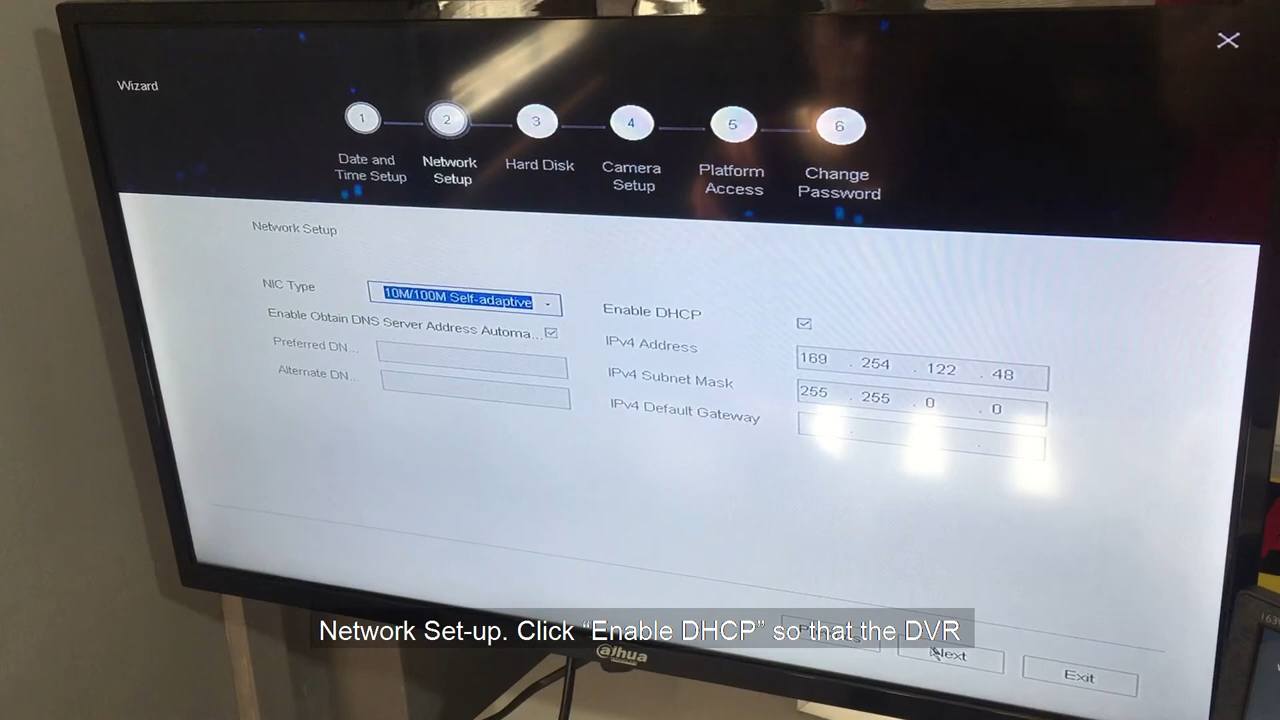 Wizard
1
2
3
4
5
6
Date and
Time Setup
Network
Setup
Hard Disk
Camera
Setup
Platform
Access
Change
Password
Network Setup
NIC Type
10M/100M Self-adaptive
Enable Obtain DNS Server Address Automa...
Preferred DN...
Alternate DN...
Enable DHCP
IPv4 Address
169 . 254 . 122 . 48
IPv4 Subnet Mask
255 . 255 . 0 . 0
IPv4 Default Gateway
Next
Exit
Network Set-up. Click “Enable DHCP” so that the DVR
alhua